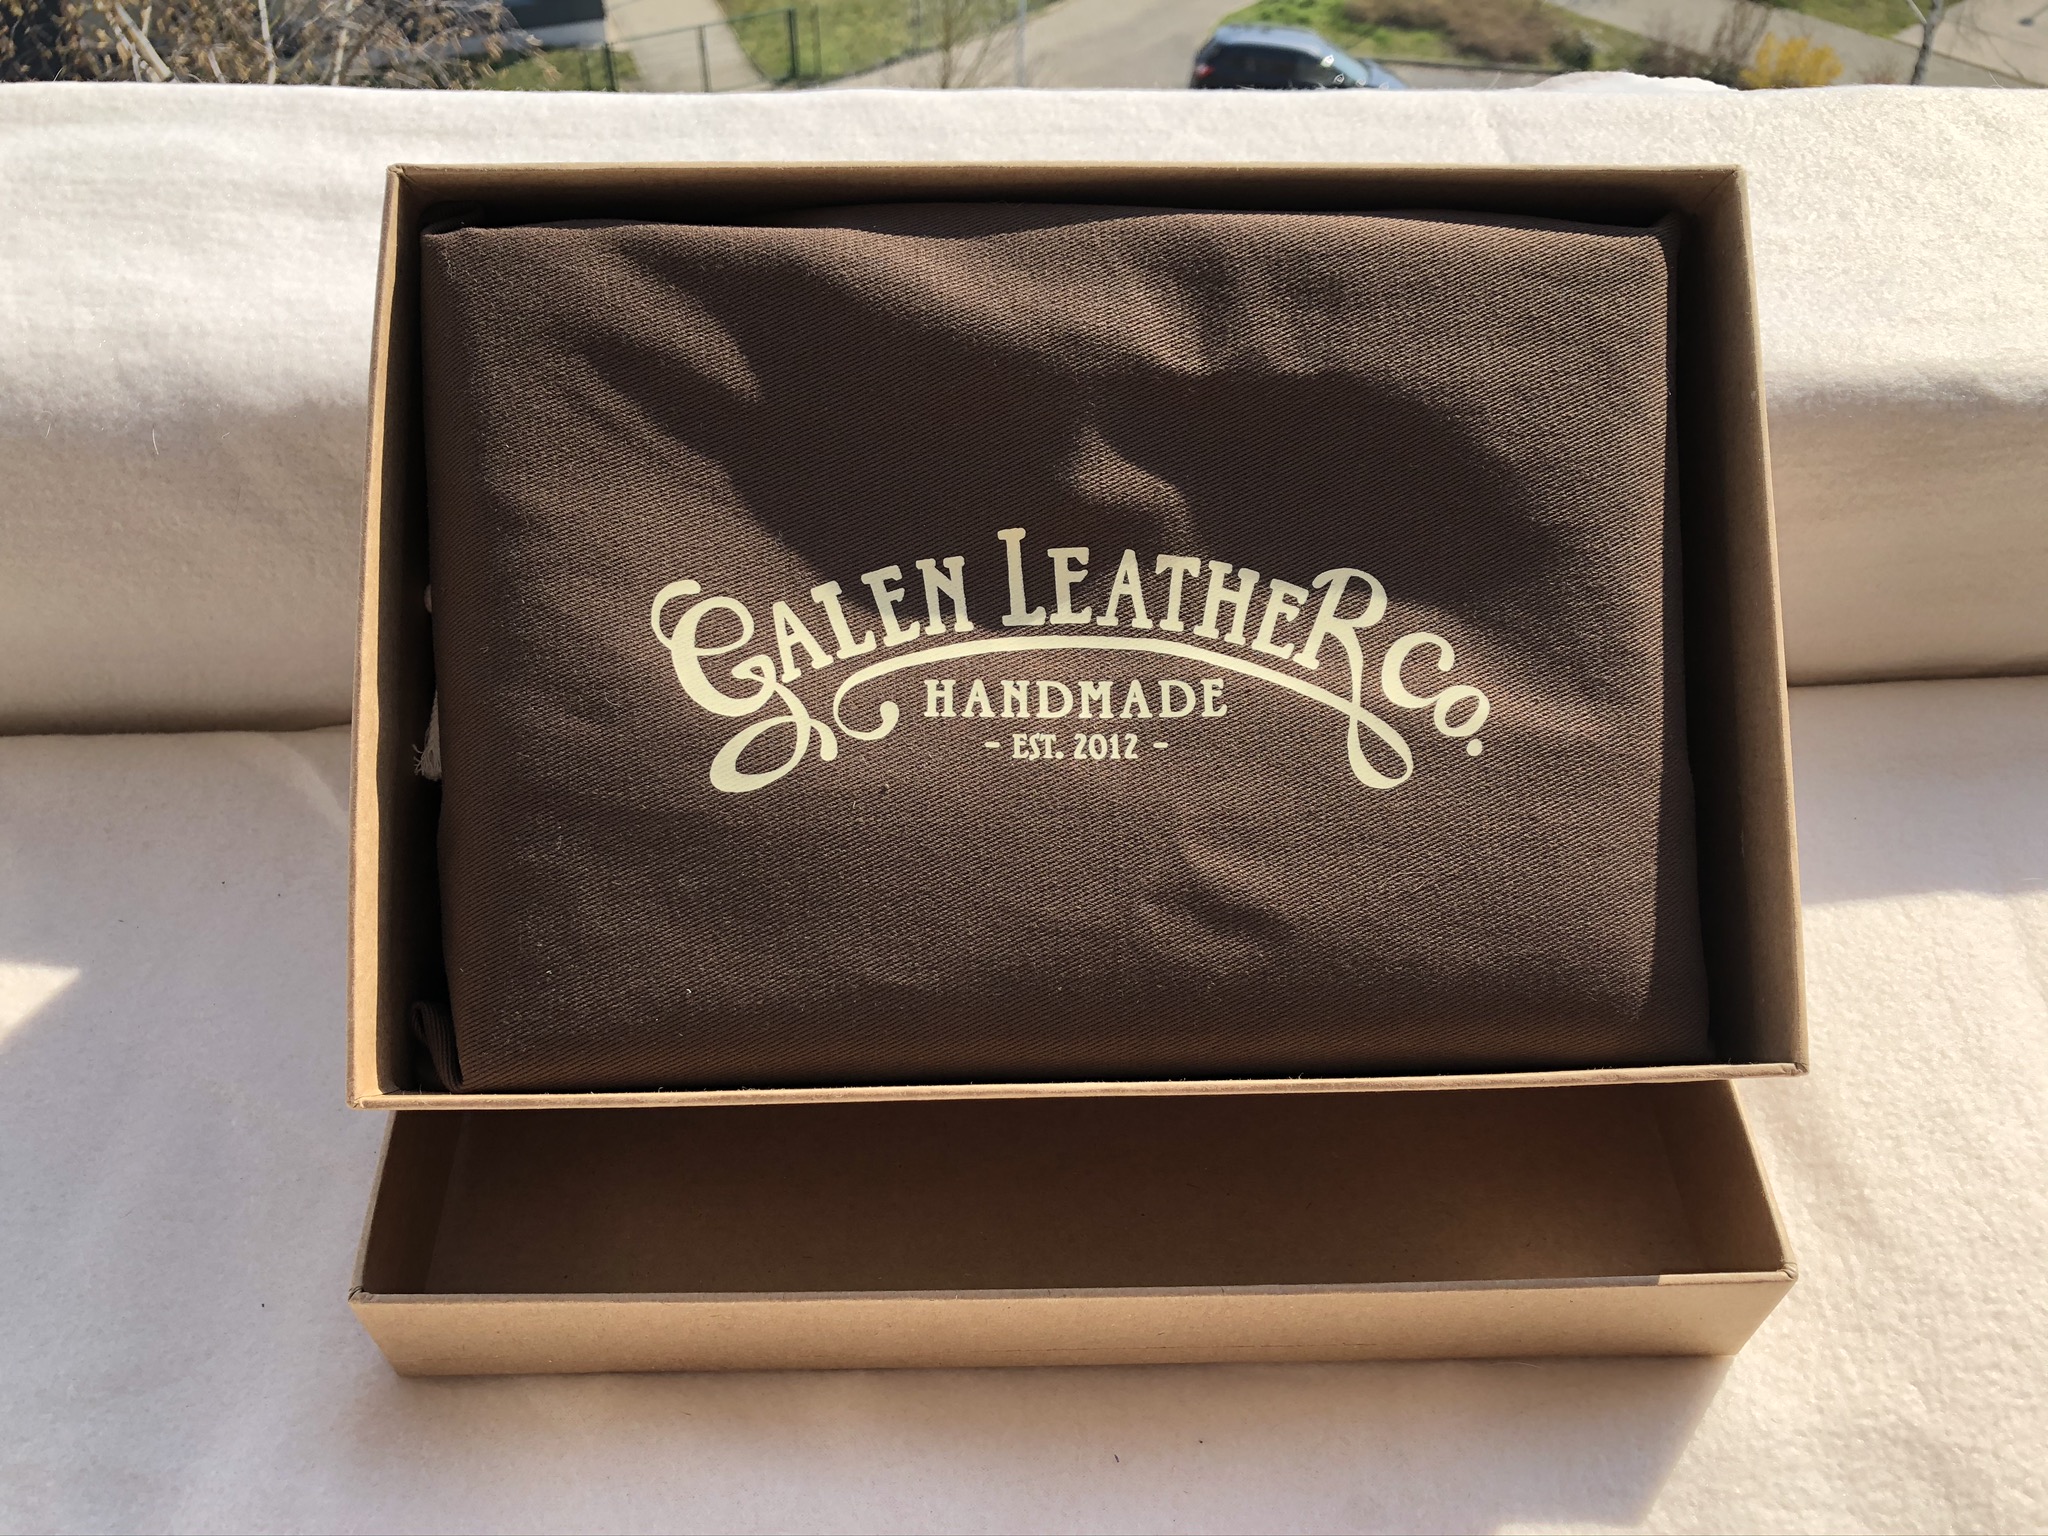 GALEN LEATHER CO.
HANDMADE
- EST. 2012 -